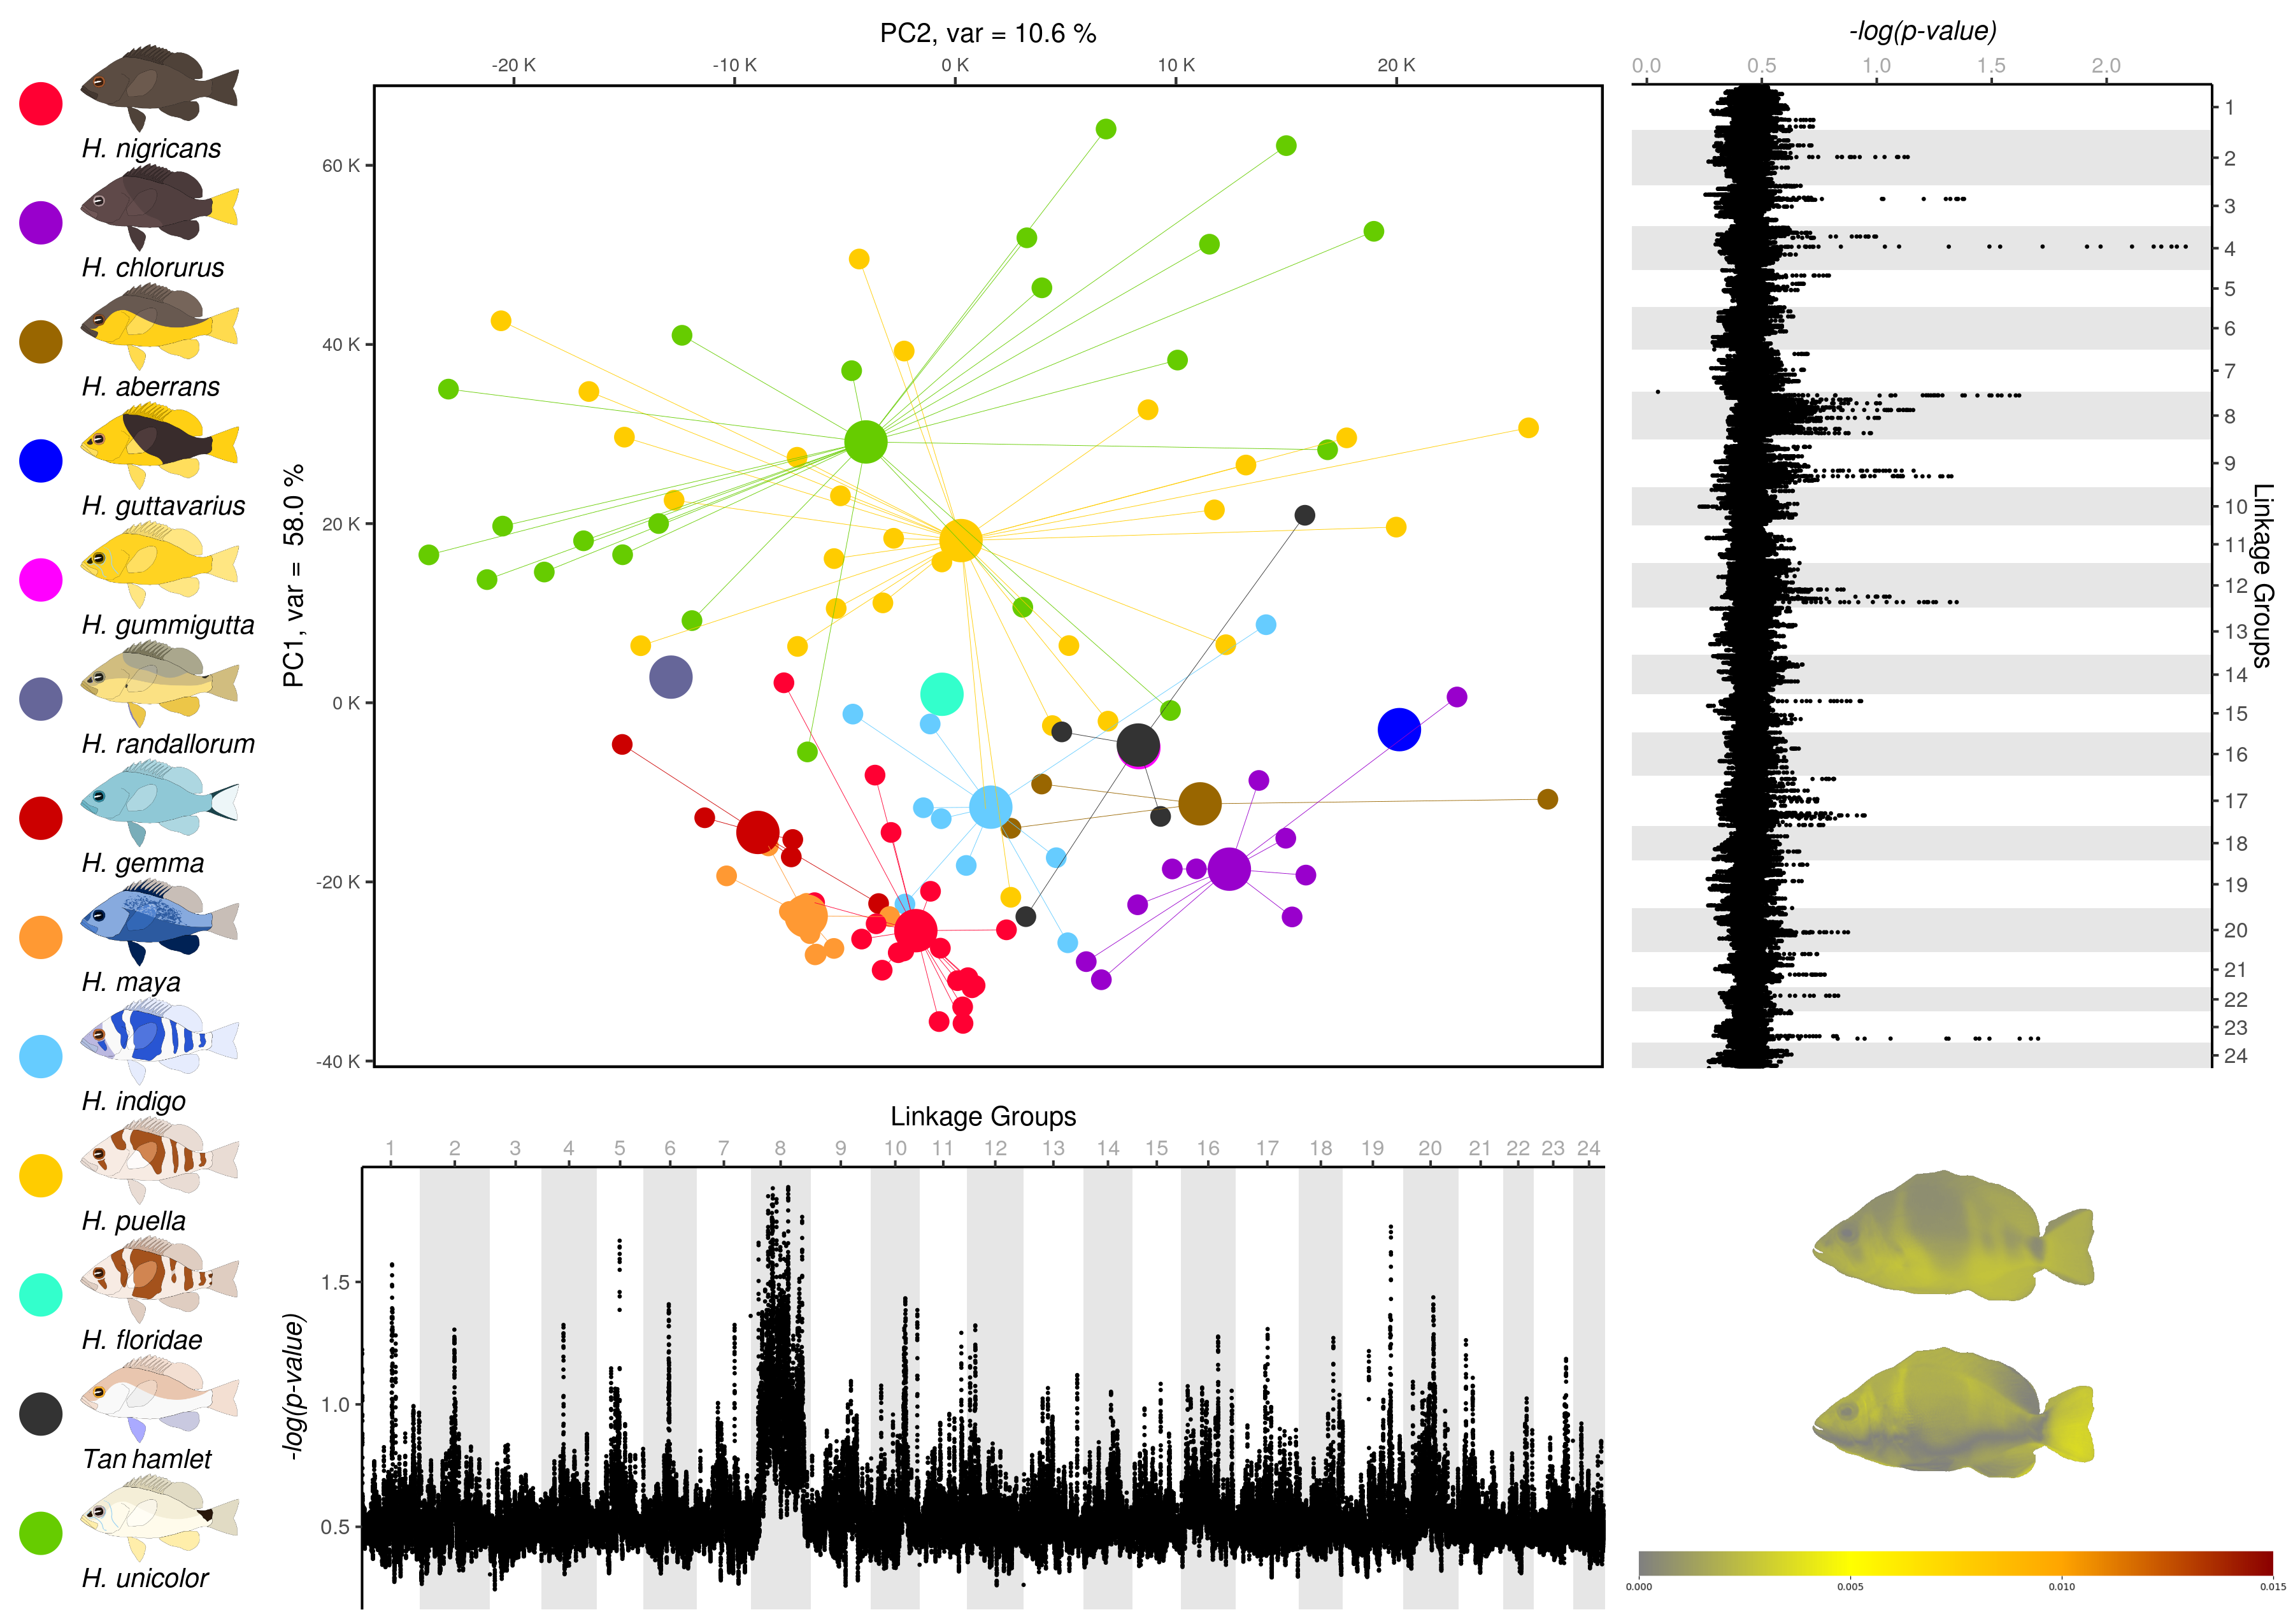 H. nigricans
H. chlorurus
H. aberrans
H. guttavarius
H. gummigutta
H. randallorum
H. gemma
H. maya
H. indigo
H. puella
H. floridae
Tan hamlet
H. unicolor
PC2, var = 10.6 %
-20 K -10 K 0 K 10 K 20 K
PC1, var = 58.0 %
60 K
40 K
20 K
0 K
-20 K
-40 K
-log(p-value)
0.0 0.5 1.0 1.5 2.0
1
2
3
4
5
6
7
8
9
10
11
12
13
14
15
16
17
18
19
20
21
22
23
24
Linkage Groups
Linkage Groups
1 2 3 4 5 6 7 8 9 10 11 12 13 14 15 16 17 18 19 20 21 22 23 24
-log(p-value)
1.5
1.0
0.5
0.000 0.005 0.010 0.015